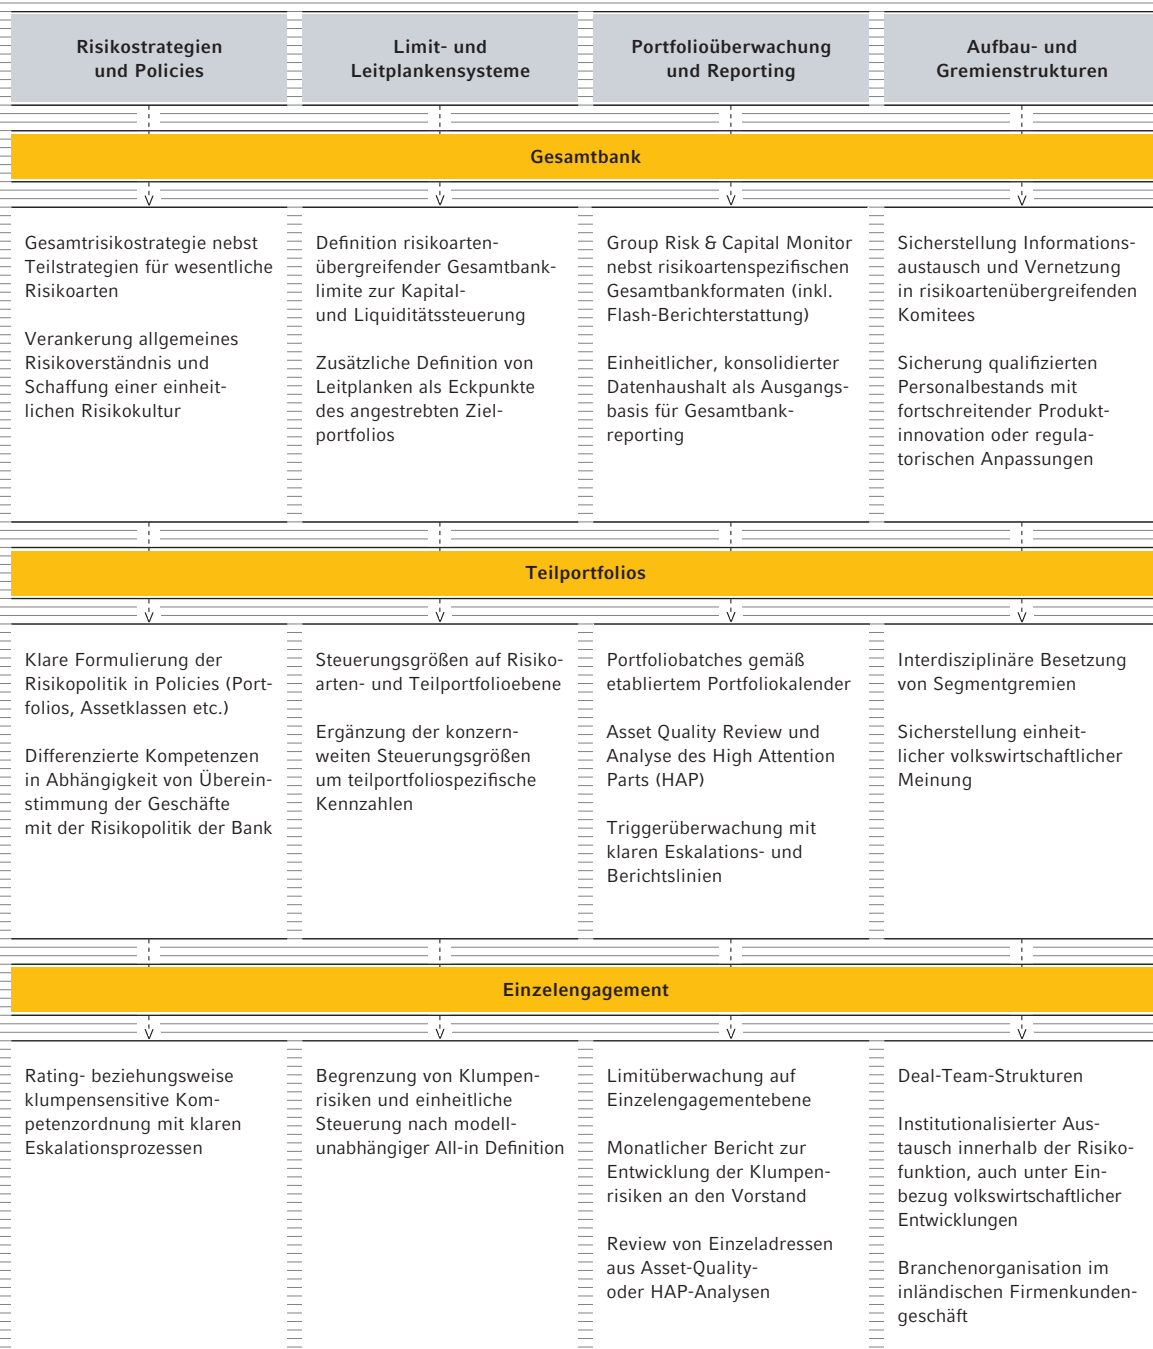 Risikostrategien
und Policies
Limit- und
Leitplankensysteme
Portfolioüberwachung
und Reporting
Aufbau- und
Gremienstrukturen
Gesamtbank
Gesamtrisikostrategie nebst
Teilstrategien für wesentliche
Risikoarten
Verankerung allgemeines
Risikoverständnis und
Schaffung einer einheit-
lichen Risikokultur
Definition risikoarten-
übergreifender Gesamtbank-
limite zur Kapital-
und Liquiditätssteuerung
Zusätzliche Definition von
Leitplanken als Eckpunkte
des angestrebten Ziel-
portfolios
Group Risk & Capital Monitor
nebst risikoartenspezifischen
Gesamtbankformaten (inkl.
Flash-Berichterstattung)
Einheitlicher, konsolidierter
Datenhaushalt als Ausgangs-
basis für Gesamtbank-
reporting
Sicherstellung Informations-
austausch und Vernetzung
in risikoartenübergreifenden
Komitees
Sicherung qualifizierten
Personalbestands mit
fortschreitender Produkt-
innovation oder regula-
torischen Anpassungen
Teilportfolios
Klare Formulierung der
Risikopolitik in Policies (Port-
folios, Assetklassen etc.)
Differenzierte Kompetenzen
in Abhängigkeit von Überein-
stimmung der Geschäfte
mit der Risikopolitik der Bank
Steuerungsgrößen auf Risiko-
arten- und Teilportfolioebene
Ergänzung der konzern-
weiten Steuerungsgrößen
um teilportfoliospezifische
Kennzahlen
Portfoliobatches gemäß
etabliertem Portfoliokalender
Asset Quality Review und
Analyse des High Attention
Parts (HAP)
Triggerüberwachung mit
klaren Eskalations- und
Berichtslinien
Interdisziplinäre Besetzung
von Segmentgremien
Sicherstellung einheit-
licher volkswirtschaftlicher
Meinung
Einzelengagement
Rating- beziehungsweise
klumpensensitive Kom-
petenzordnung mit klaren
Eskalationsprozessen
Begrenzung von Klumpen-
risiken und einheitliche
Steuerung nach modell-
unabhängiger All-in Definition
Limitüberwachung auf
Einzelengagementebene
Monatlicher Bericht zur
Entwicklung der Klumpen-
risiken an den Vorstand
Review von Einzeladressen
aus Asset-Quality-
oder HAP-Analysen
Deal-Team-Strukturen
Institutionalisierter Aus-
tausch innerhalb der Risiko-
funktion, auch unter Ein-
bezug volkswirtschaftlicher
Entwicklungen
Branchenorganisation im
inländischen Firmenkunden-
geschäft